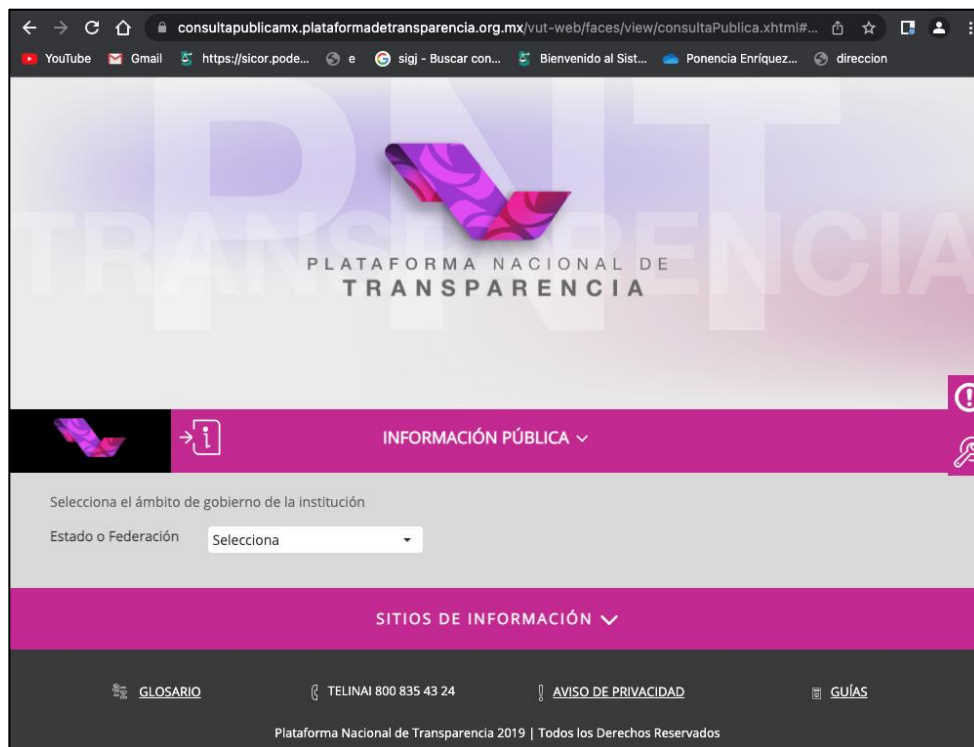 consultapublicamx.plataformadetransparencia.org.mx/vut-web/faces/view/consultaPublica.xhtml#...
YouTube Gmail https://sicor.pode... e sigj - Buscar con... Bienvenido al Sist... Ponencia Enríquez... direccion
PNT
TRANSPARENCIA
PLATAFORMA NACIONAL DE
TRANSPARENCIA
INFORMACIÓN PÚBLICA
Selecciona el ámbito de gobierno de la institución
Estado o Federación Selecciona
SITIOS DE INFORMACIÓN
GLOSARIO TELINAI 800 835 43 24 AVISO DE PRIVACIDAD GUÍAS
Plataforma Nacional de Transparencia 2019 | Todos los Derechos Reservados